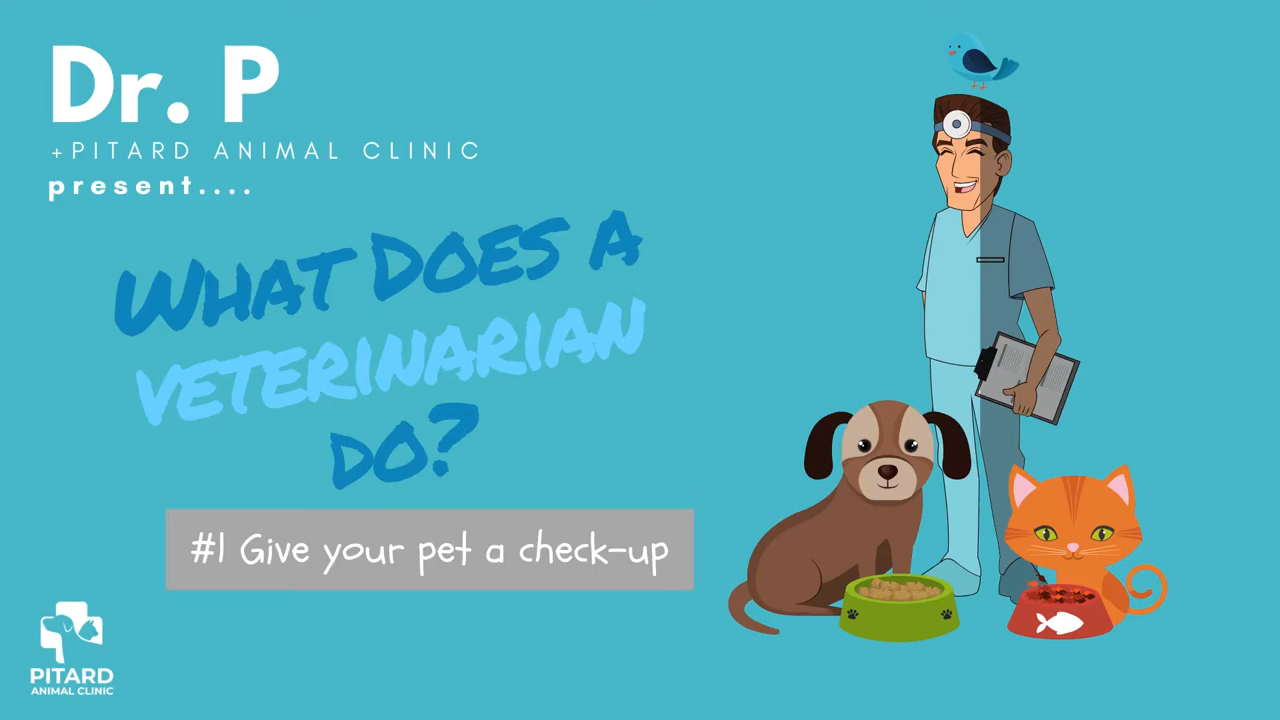 Dr. P
+PITARD ANIMAL CLINIC
present....
WHAT DOES A
VETERINARIAN
DO?
#1 Give your pet a check-up
PITARD
ANIMAL CLINIC